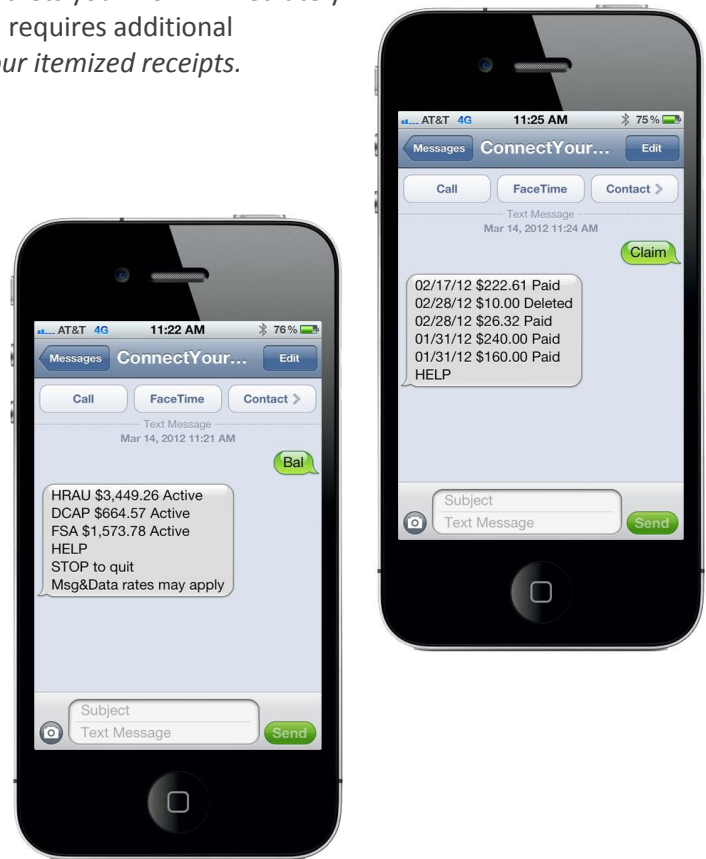 requires additional
our itemized receipts.
AT&T 4G 11:25 AM 75%
Messages ConnectYour... Edit
Call FaceTime Contact
Text Message
Mar 14, 2012 11:24 AM
Claim
02/17/12 $222.61 Paid
02/28/12 $10.00 Deleted
02/28/12 $26.32 Paid
01/31/12 $240.00 Paid
01/31/12 $160.00 Paid
HELP
Subject
Text Message Send
AT&T 4G 11:22 AM 76%
Messages ConnectYour... Edit
Call FaceTime Contact
Text Message
Mar 14, 2012 11:21 AM
Bal
HRAU $3,449.26 Active
DCAP $664.57 Active
FSA $1,573.78 Active
HELP
STOP to quit
Msg&Data rates may apply
Subject
Text Message Send